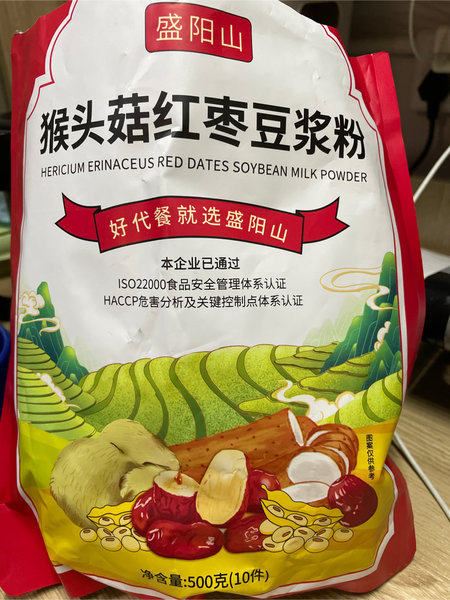 盛阳山
猴头菇红枣豆浆粉
HERICIUM ERINACEUS RED DATES SOYBEAN MILK POWDER
好代餐就选盛阳山
本企业已通过
ISO22000食品安全管理体系认证
HACCP危害分析及关键控制点体系认证
图案仅供参考
净含量:500克(10件)